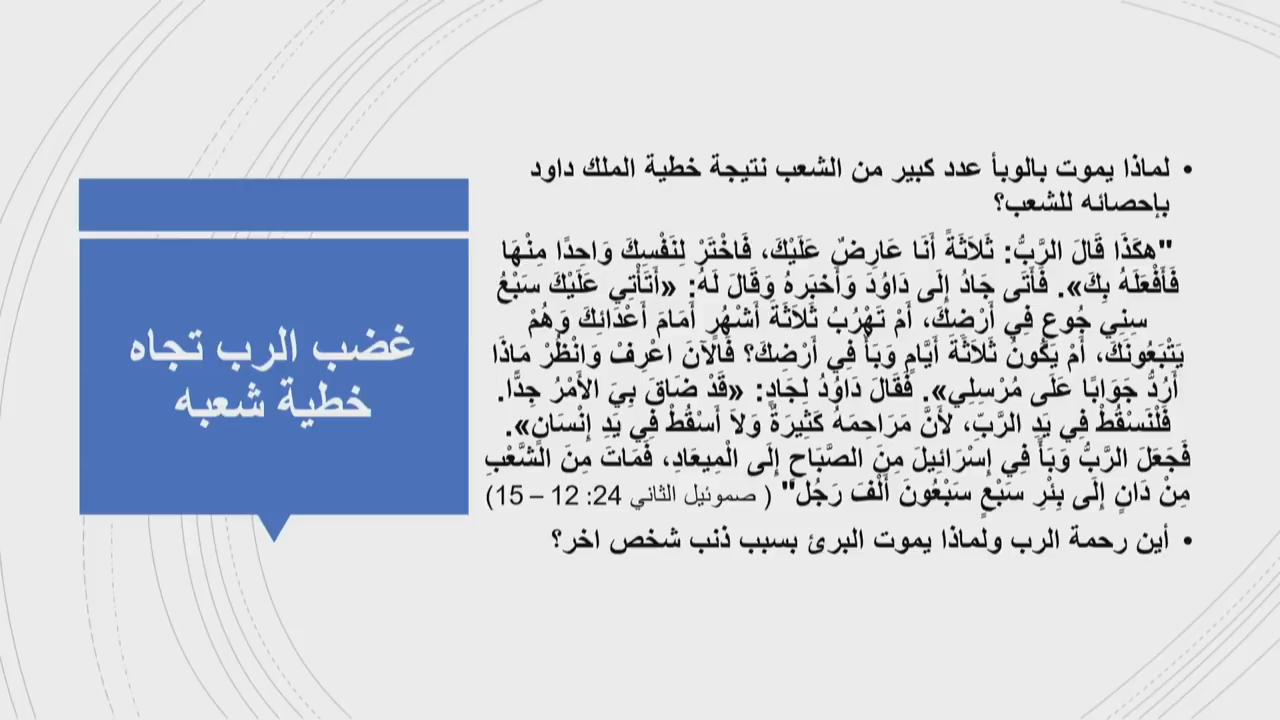 غضب الرب تجاه
خطية شعبه
• لماذا يموت بالوبأ عدد كبير من الشعب نتيجة خطية الملك داود
بإحصائه للشعب؟
"هكَذَا قَالَ الرَّبُّ: ثَلاَثَةً أَنَا عَارِضٌ عَلَيْكَ، فَاخْتَرْ لِنَفْسِكَ وَاحِدًا مِنْهَا
فَأَفْعَلَهُ بِكَ». فَأَتَى جَادُ إِلَى دَاوُدَ وَأَخبَرهُ وَقَالَ لَهُ: «أَتَأْتِي عَلَيْكَ سَبْعُ
سِنِي جُوعٍ فِي أَرْضِكَ، أَمْ تَهْرُبُ ثَلاَثَةَ أَشْهُرٍ أَمَامَ أَعْدَائِكَ وَهُمْ
يَتْبَعُونَكَ، أَمْ يَكُونُ ثَلاَثَةَ أَيَّامٍ وَبَأٌ فِي أَرْضِكَ؟ فَالآنَ اعْرِفْ وَانْظُرْ مَاذَا
أَرُدُّ جَوَابًا عَلَى مُرْسِلِي». فَقَالَ دَاوُدُ لِجَادٍ: «قَدْ ضَاقَ بِيَ الأَمْرُ جِدًّا.
فَلْنَسْقُطْ فِي يَدِ الرَّبِّ، لأَنَّ مَرَاحِمَهُ كَثِيرَةٌ وَلاَ أَسْقُطْ فِي يَدِ إِنْسَانٍ».
فَجَعَلَ الرَّبُّ وَبَأً فِي إِسْرَائِيلَ مِنَ الصَّبَاحِ إِلَى الْمِيعَادِ، فَمَاتَ مِنَ الشَّعْبِ
مِنْ دَانٍ إِلَى بِئْرِ سَبْعٍ سَبْعُونَ أَلْفَ رَجُل" ( صموئيل الثاني 24: 12 – 15)
• أين رحمة الرب ولماذا يموت البرئ بسبب ذنب شخص اخر؟